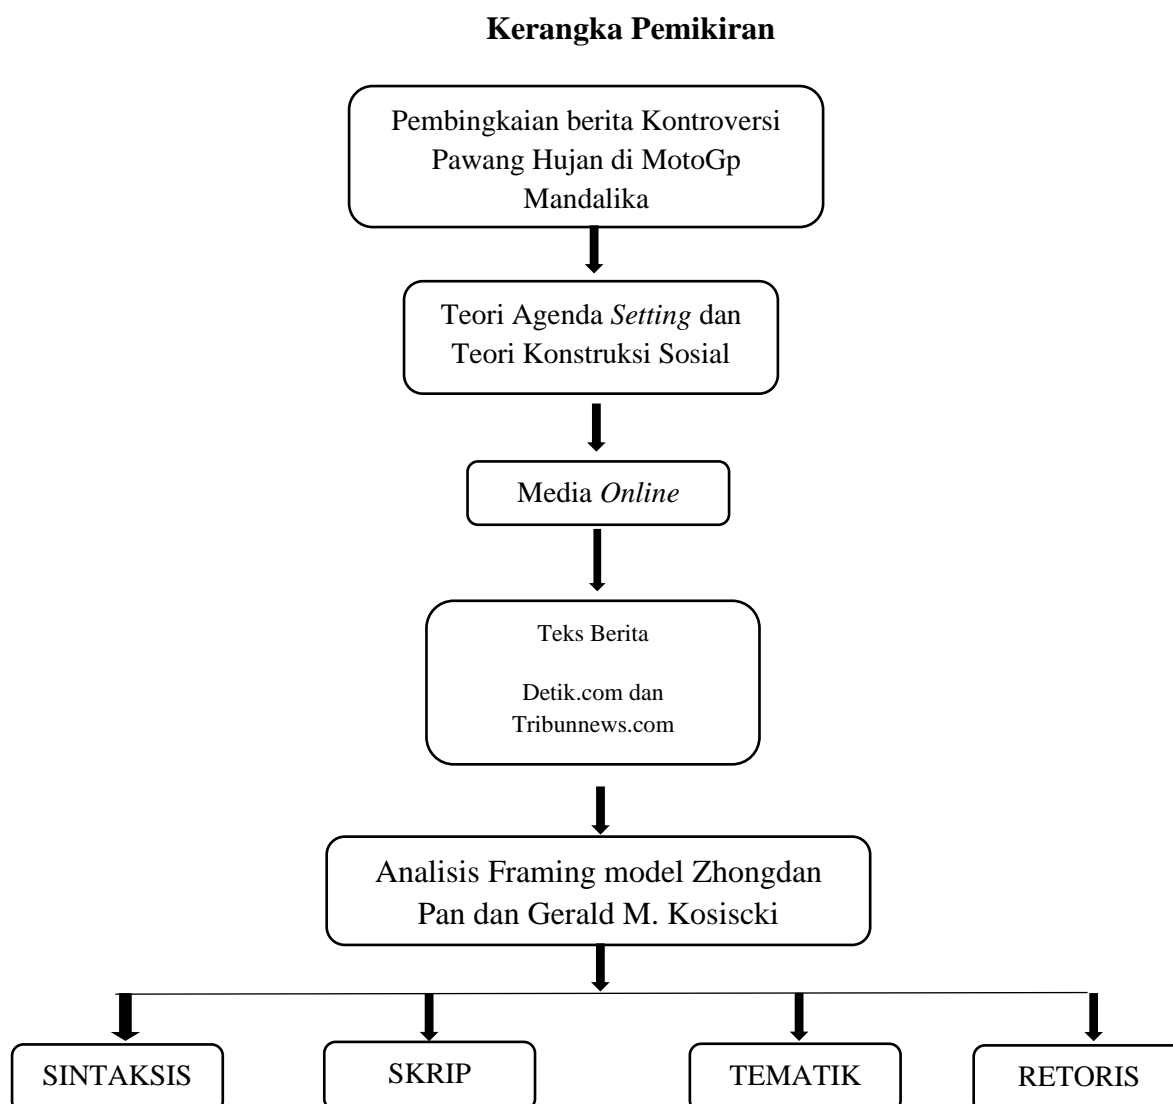 Kerangka Pemikiran
Pembingkaian berita Kontroversi
Pawang Hujan di MotoGp
Mandalika
Teori Agenda Setting dan
Teori Konstruksi Sosial
Media Online
Teks Berita
Detik.com dan
Tribunnews.com
Analisis Framing model Zhongdan
Pan dan Gerald M. Kosiscki
SINTAKSIS
SKRIP
TEMATIK
RETORIS